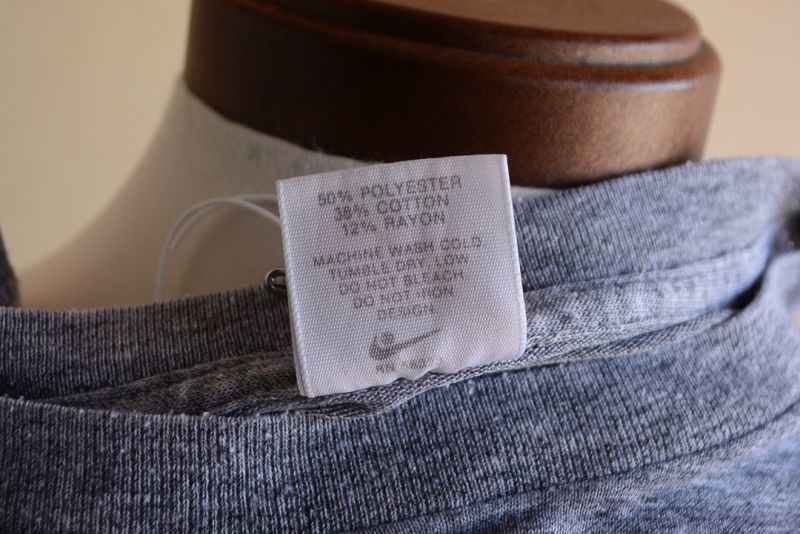 50% POLYESTER
38% COTTON
12% RAYON
MACHINE WASH COLD
TUMBLE DRY, LOW
DO NOT BLEACH
DO NOT IRON
DESIGN
RN